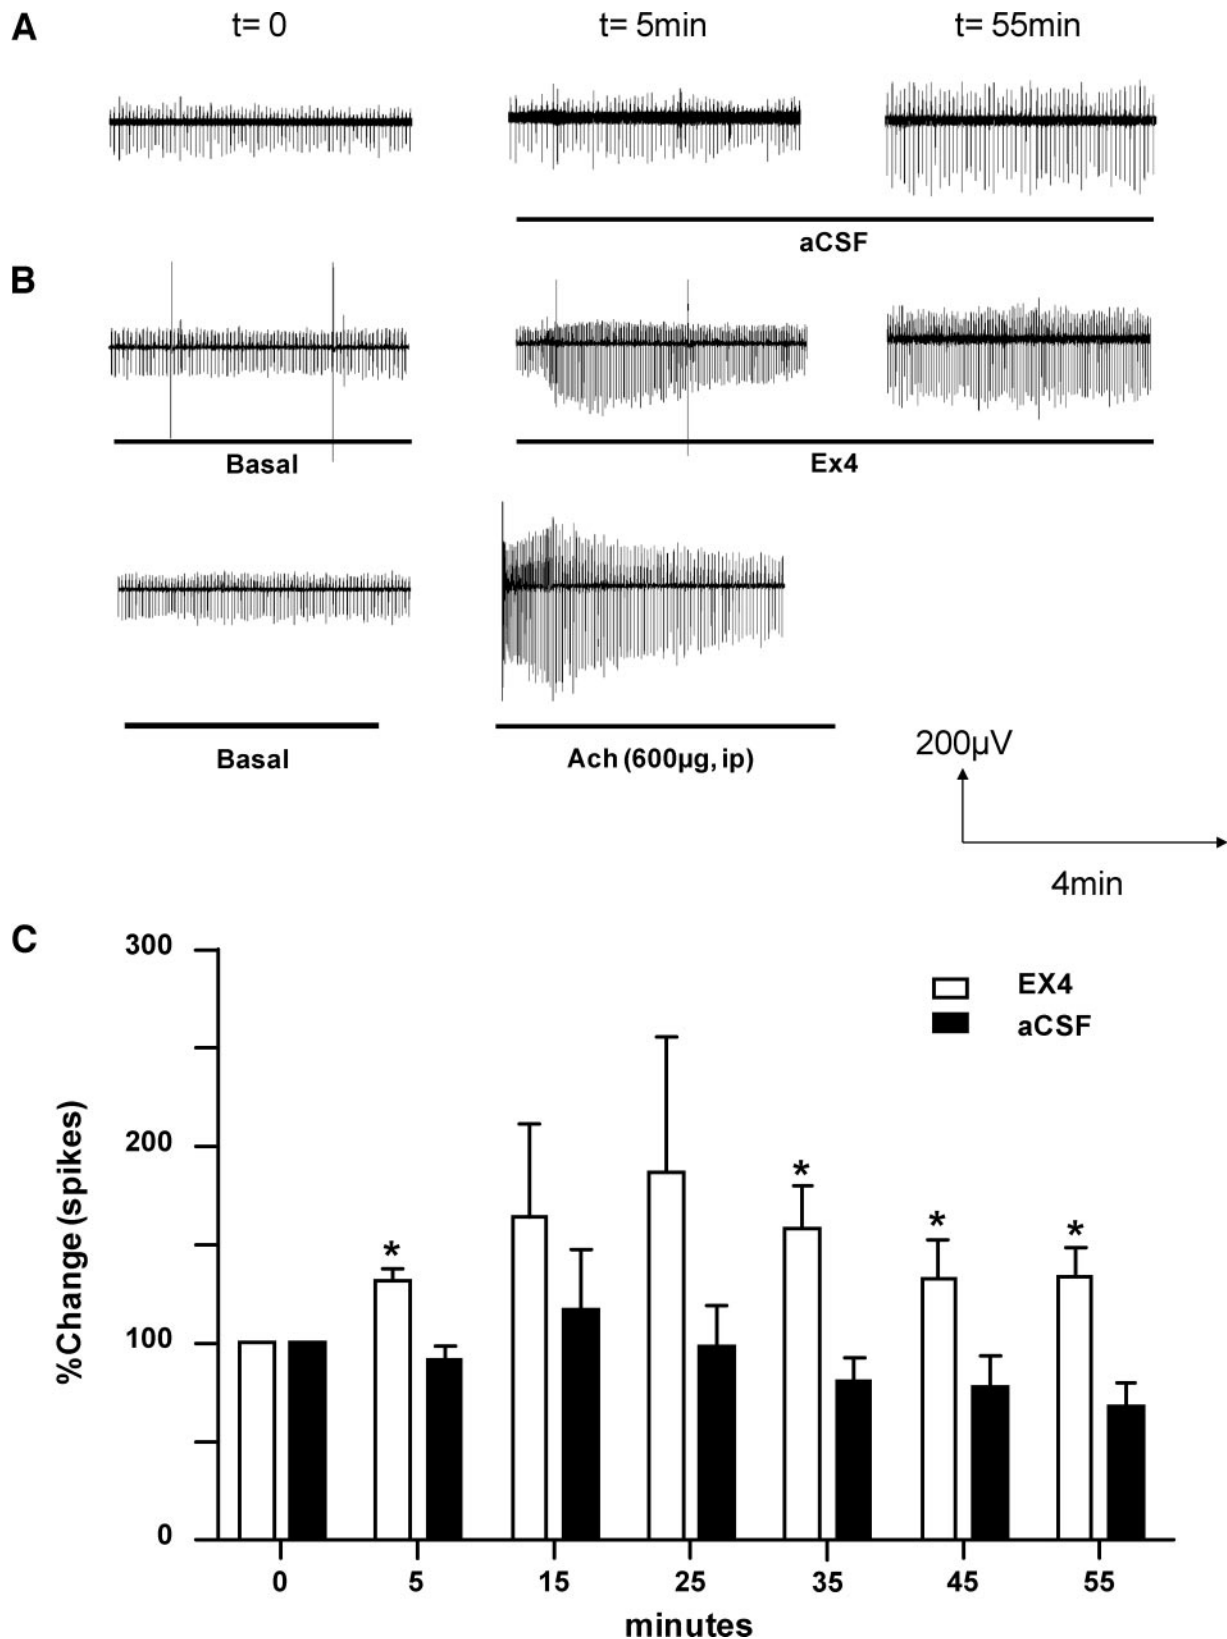 A
t= 0 t= 5min t= 55min
aCSF
B
Basal Ex4
Basal Ach (600µg, ip)
200µV
4min
C
300
200
100
0
%Change (spikes)
EX4
aCSF
*
*
*
*
0 5 15 25 35 45 55
minutes